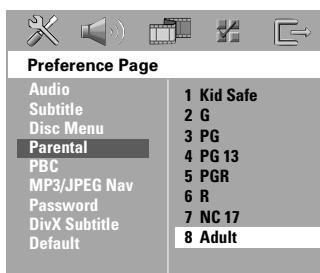 Preference Page
Audio
Subtitle
Disc Menu
Parental
PBC
MP3/JPEG Nav
Password
DivX Subtitle
Default
1 Kid Safe
2 G
3 PG
4 PG 13
5 PGR
6 R
7 NC 17
8 Adult